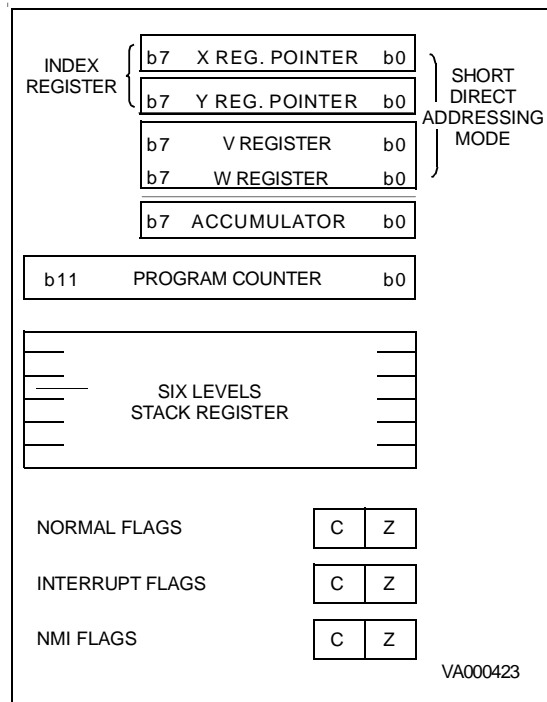 INDEX
REGISTER
b7 X REG. POINTER b0
b7 Y REG. POINTER b0
b7 V REGISTER b0
b7 W REGISTER b0
SHORT
DIRECT
ADDRESSING
MODE
b7 ACCUMULATOR b0
b11 PROGRAM COUNTER b0
SIX LEVELS
STACK REGISTER
NORMAL FLAGS C Z
INTERRUPT FLAGS C Z
NMI FLAGS C Z
VA000423